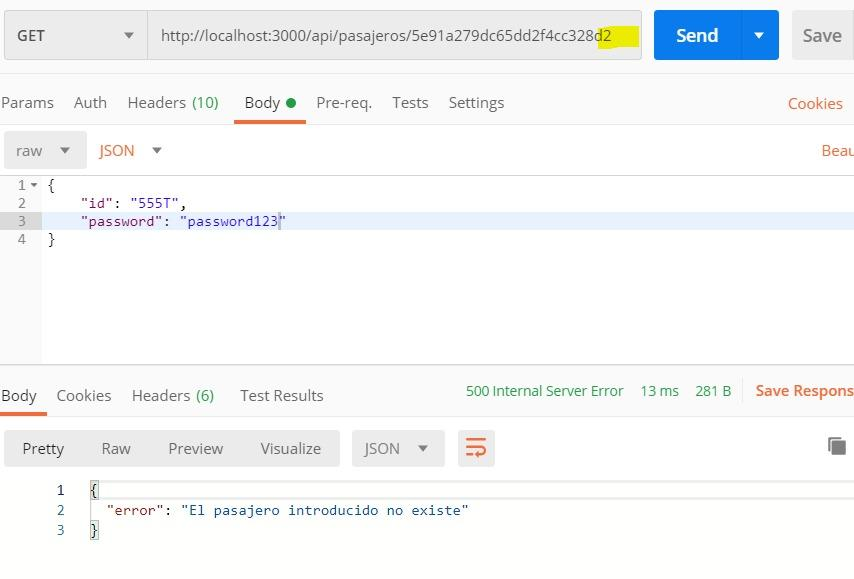 GET http://localhost:3000/api/pasajeros/5e91a279dc65dd2f4cc328d2 Send Save
Params Auth Headers (10) Body Pre-req. Tests Settings Cookies
raw JSON Beau
1 {
2 "id": "555T",
3 "password": "password123"
4 }
Body Cookies Headers (6) Test Results 500 Internal Server Error 13 ms 281 B Save Respons
Pretty Raw Preview Visualize JSON
1 {
2 "error": "El pasajero introducido no existe"
3 }